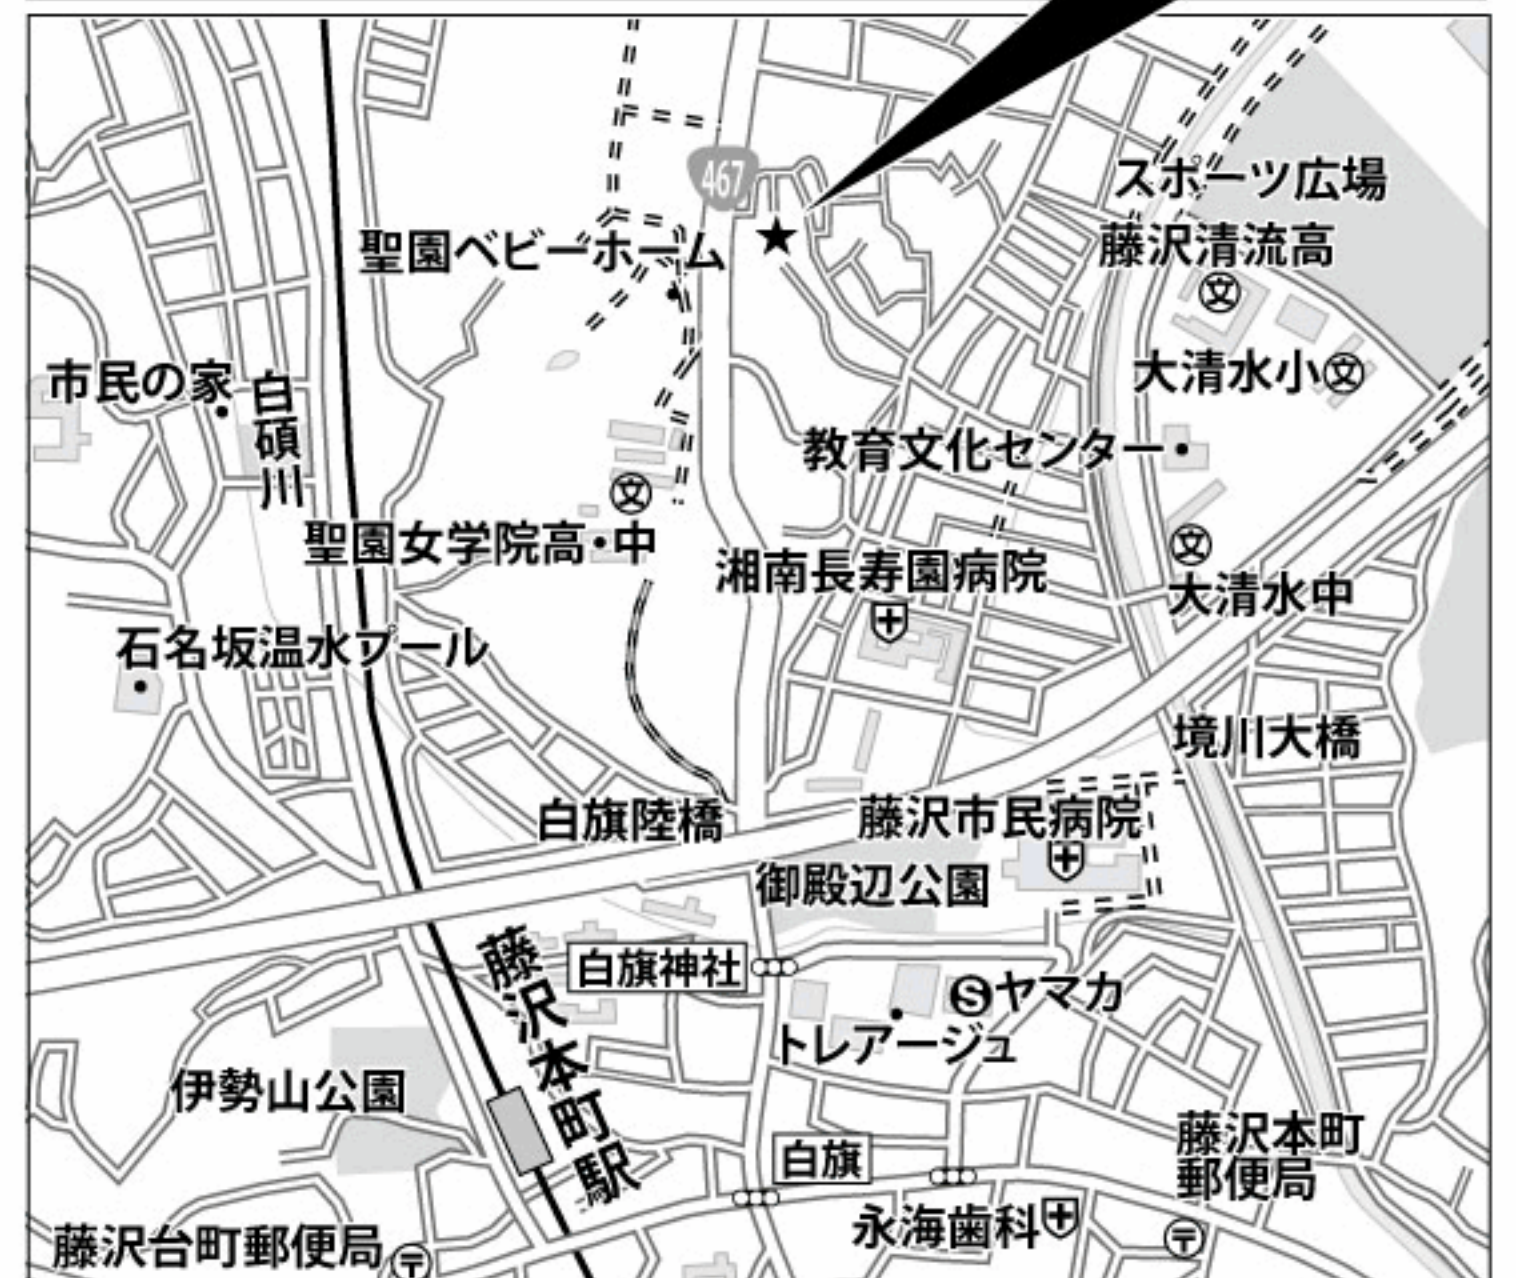 467
スポーツ広場
聖園ベビーホーム
藤沢清流高
文
市民の家
白磧川
大清水小文
教育文化センター
文
聖園女学院高・中
湘南長寿園病院
文
大清水中
石名坂温水プール
境川大橋
白旗陸橋
藤沢市民病院
御殿辺公園
藤沢本町駅
白旗神社
Sヤマカ
トレアージュ
伊勢山公園
白旗
藤沢本町
郵便局
永海歯科
藤沢台町郵便局